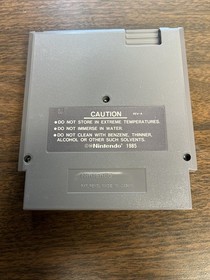 CAUTION
●DO NOT STORE IN EXTREME TEMPERATURES.
●DO NOT IMMERSE IN WATER.
●DO NOT CLEAN WITH BENZENE, THINNER,
ALCOHOL OR OTHER SUCH SOLVENTS.
©Nintendo 1985